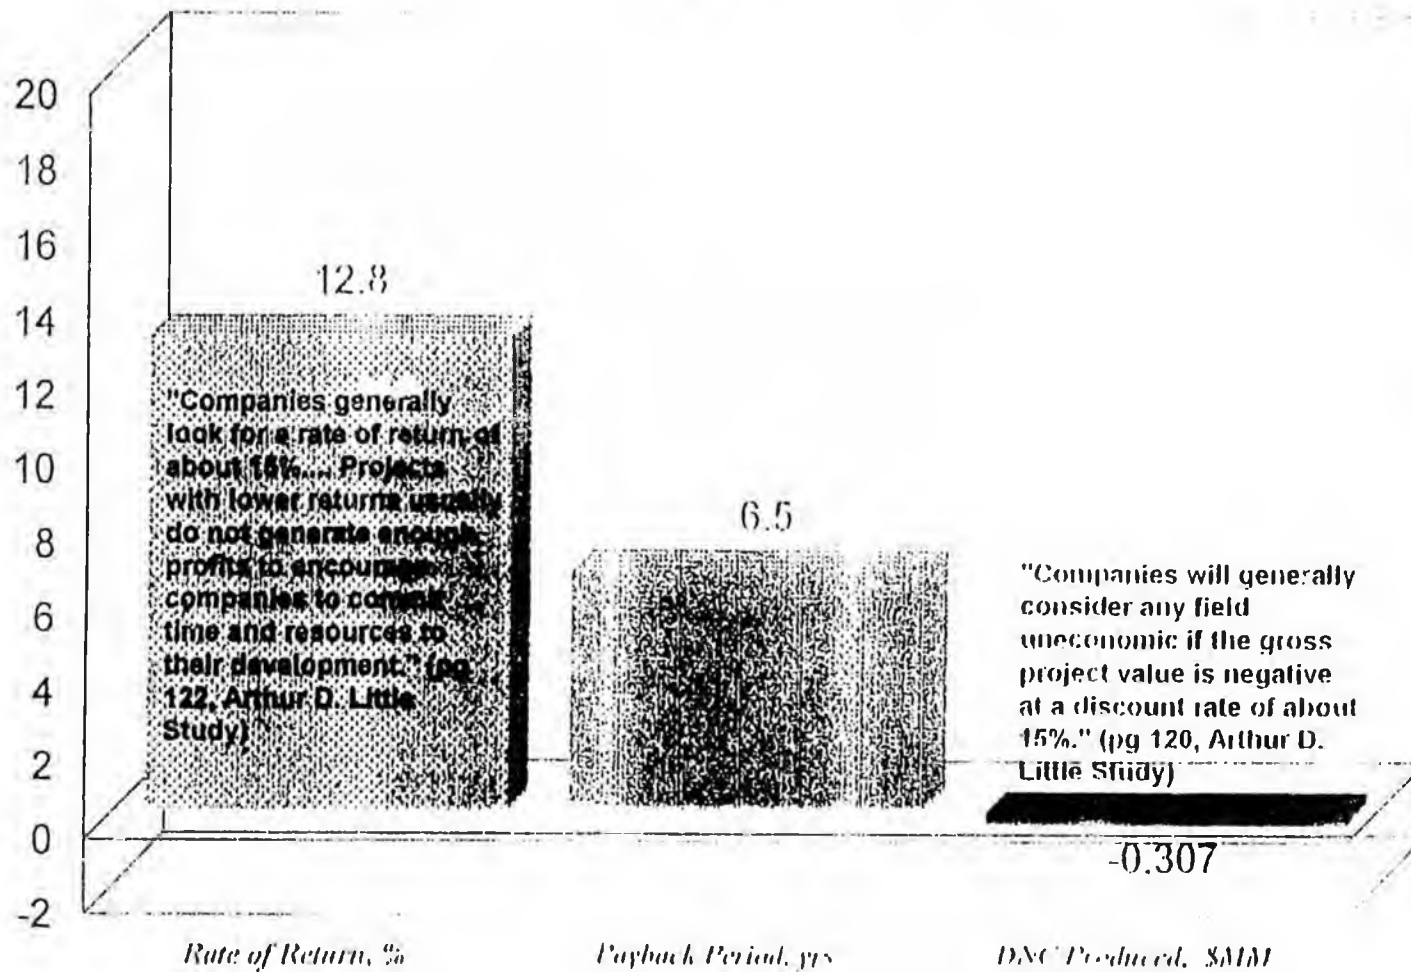 20
18
16
14
12
10
8
6
4
2
0
-2
12.8
"Companies generally
look for a rate of return of
about 15%.... Projects
with lower returns usually
do not generate enough
profits to encourage
companies to commit
time and resources to
their development." (pg
122, Arthur D. Little
Study)
6.5
"Companies will generally
consider any field
uneconomic if the gross
project value is negative
at a discount rate of about
15%." (pg 120, Arthur D.
Little Study)
-0.307
Rate of Return, %
Payback Period, yrs
Produced, $MM